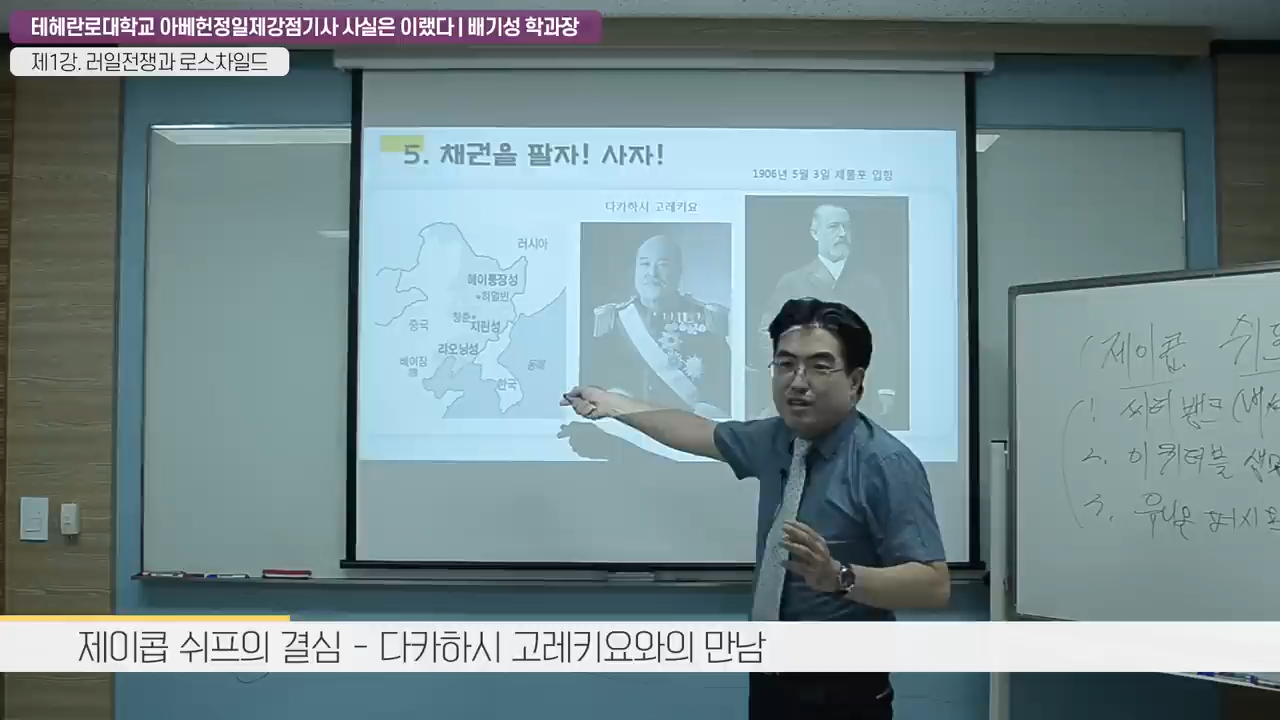 테헤란로대학교 아베헌정일제강점기사 사실은 이랬다 | 배기성 학과장
제1강. 러일전쟁과 로스차일드
5. 채권을 팔자! 사자!
1906년 5월 3일 제물포 입항
다카하시 고레키요
러시아
헤이룽장성
하얼빈
창춘
지린성
중국
랴오닝성
베이징
동해
한국
제이콥 쉬프
1. 씨티 뱅크
2. 이쿼터블 생명
3. 유니온 퍼시픽
제이콥 쉬프의 결심 - 다카하시 고레키요와의 만남